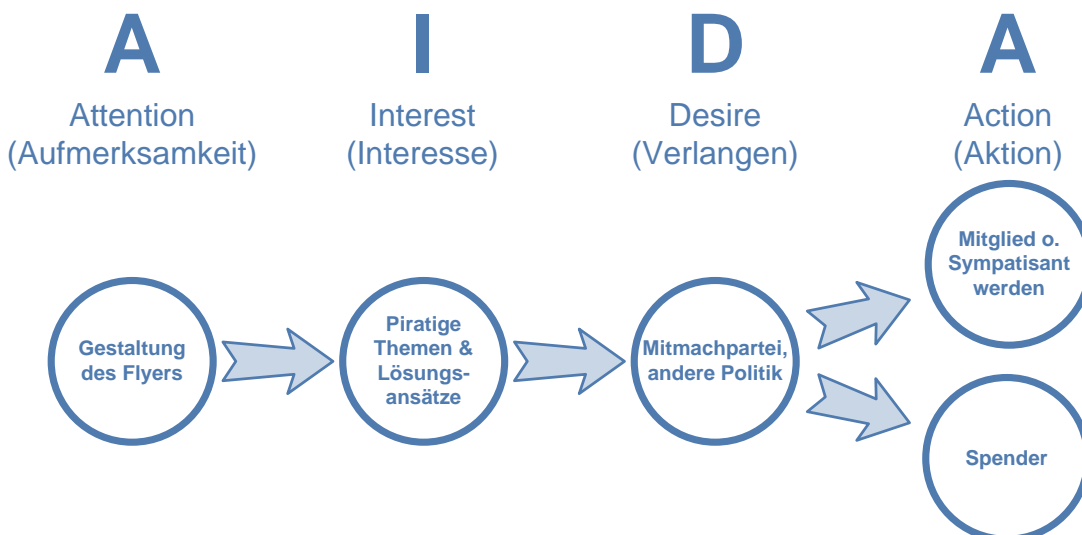 A I D A
Attention
(Aufmerksamkeit)
Interest
(Interesse)
Desire
(Verlangen)
Action
(Aktion)
Gestaltung
des Flyers
Piratige
Themen &
Lösungs-
ansätze
Mitmachpartei,
andere Politik
Mitglied o.
Sympatisant
werden
Spender